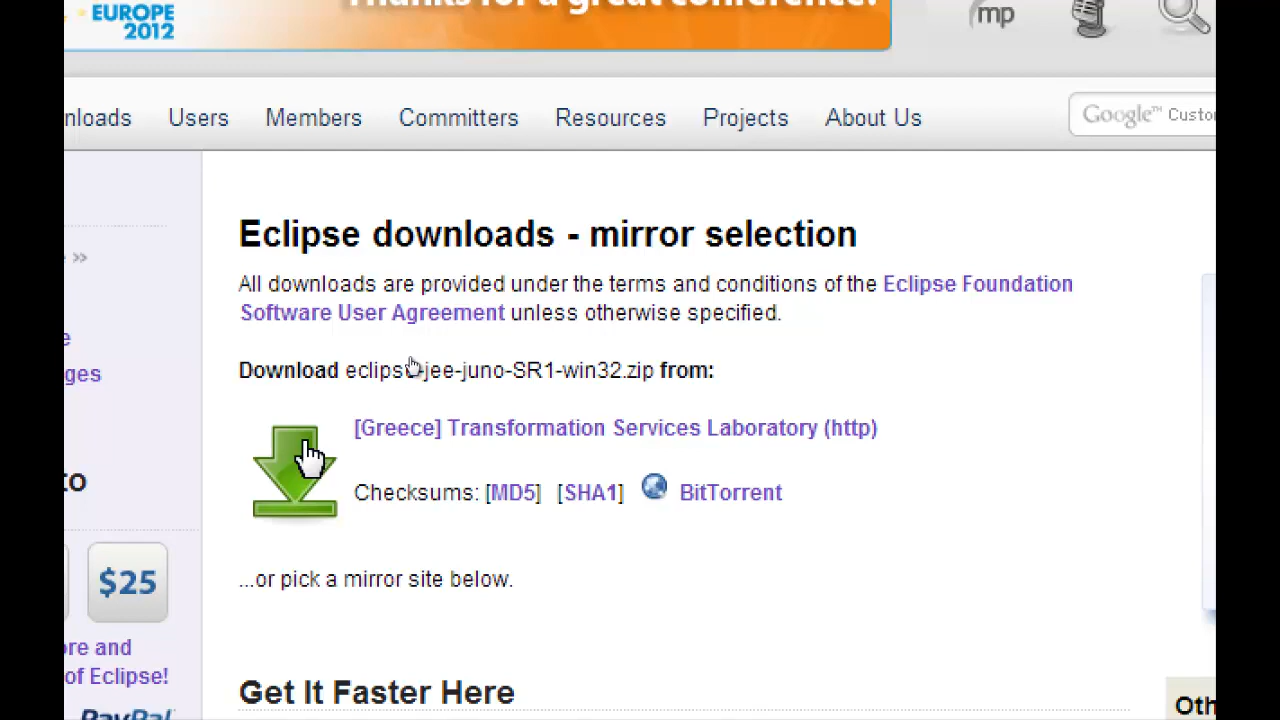 EUROPE
2012
Thanks for a great conference!
mp
nloads Users Members Committers Resources Projects About Us
Google™ Custo
Eclipse downloads - mirror selection
»
All downloads are provided under the terms and conditions of the Eclipse Foundation
Software User Agreement unless otherwise specified.
e
ges
Download eclipse-jee-juno-SR1-win32.zip from:
[Greece] Transformation Services Laboratory (http)
to
Checksums: [MD5] [SHA1] BitTorrent
$25
...or pick a mirror site below.
ore and
of Eclipse!
PayPal
Get It Faster Here
Oth